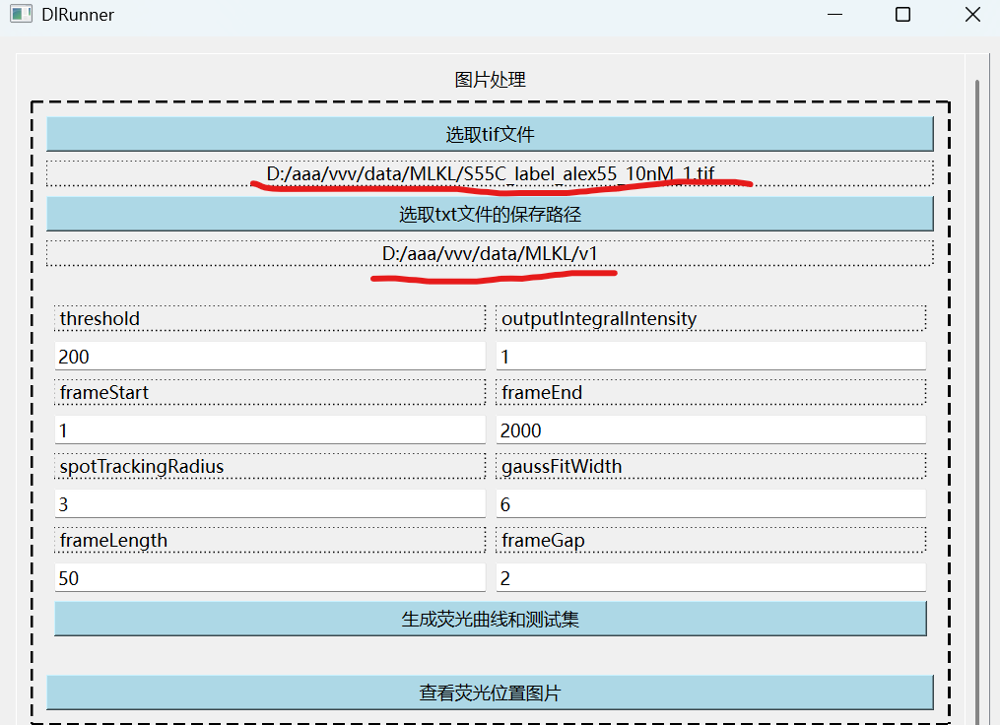 DlRunner
图片处理
选取tif文件
D:/aaa/vvv/data/MLKL/S55C_label_alex55_10nM_1.tif
选取txt文件的保存路径
D:/aaa/vvv/data/MLKL/v1
threshold outputIntegralIntensity
200 1
frameStart frameEnd
1 2000
spotTrackingRadius gaussFitWidth
3 6
frameLength frameGap
50 2
生成荧光曲线和测试集
查看荧光位置图片